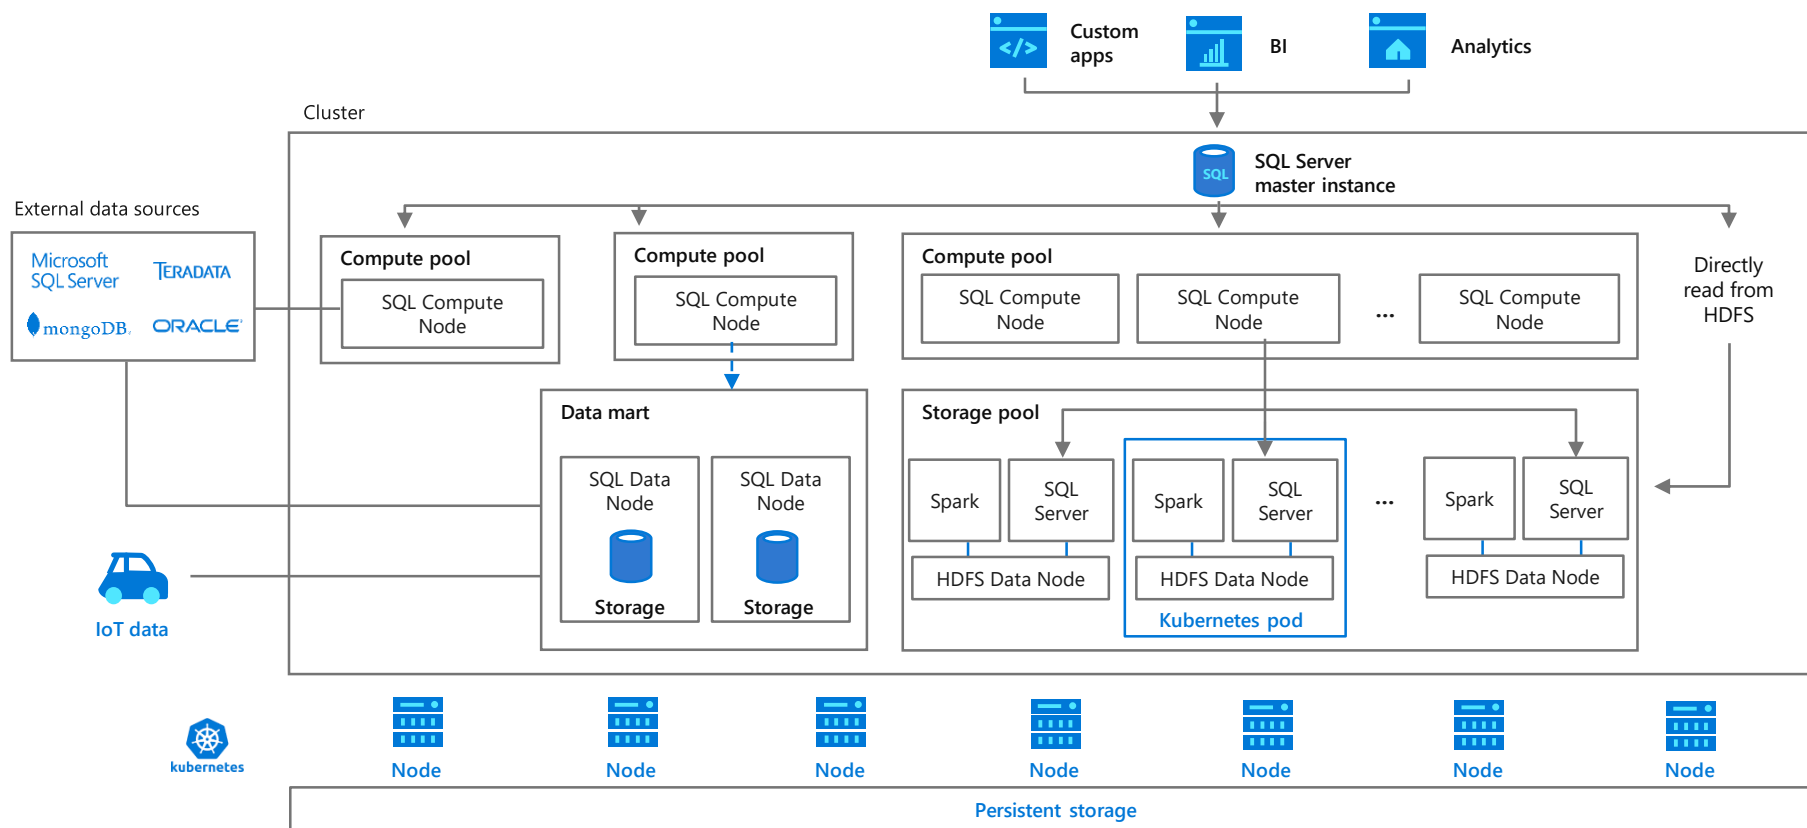 Custom
apps
BI
Analytics
Cluster
SQL
SQL Server
master instance
External data sources
Microsoft
SQL Server
TERADATA
mongoDB
ORACLE
Compute pool
SQL Compute
Node
Compute pool
SQL Compute
Node
Compute pool
SQL Compute
Node
SQL Compute
Node
...
SQL Compute
Node
Directly
read from
HDFS
Data mart
SQL Data
Node
Storage
SQL Data
Node
Storage
Storage pool
Spark
SQL
Server
HDFS Data Node
Spark
SQL
Server
HDFS Data Node
Kubernetes pod
...
Spark
SQL
Server
HDFS Data Node
IoT data
kubernetes
Node
Node
Node
Node
Node
Node
Node
Persistent storage